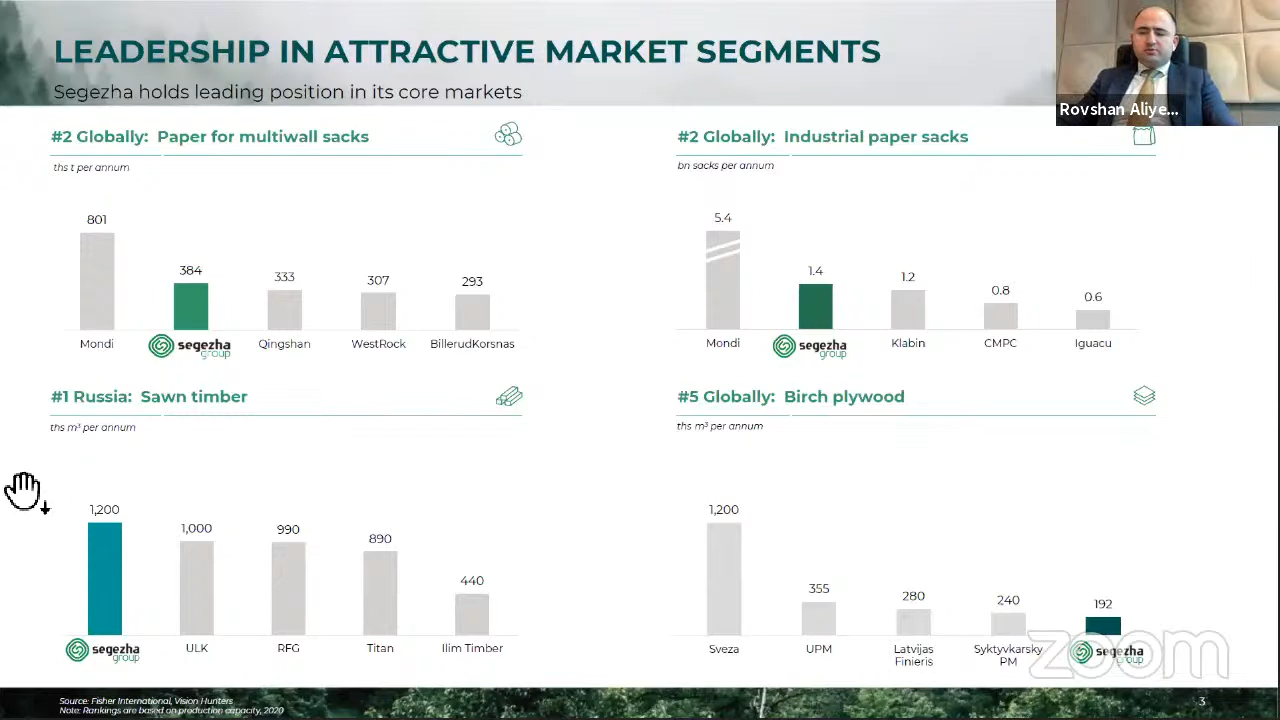 LEADERSHIP IN ATTRACTIVE MARKET SEGMENTS
Segezha holds leading position in its core markets
Rovshan Aliye...
#2 Globally: Paper for multiwall sacks
ths t per annum
801
384
333
307
293
Mondi
segezha
group
Qingshan
WestRock
BillerudKorsnas
#2 Globally: Industrial paper sacks
bn sacks per annum
5.4
1.4
1.2
0.8
0.6
Mondi
segezha
group
Klabin
CMPC
Iguacu
#1 Russia: Sawn timber
ths m³ per annum
1,200
1,000
990
890
440
segezha
group
ULK
RFG
Titan
Ilim Timber
#5 Globally: Birch plywood
ths m³ per annum
1,200
355
280
240
192
Sveza
UPM
Latvijas
Finieris
Syktyvkarsky
PM
segezha
group
zoom
Source: Fisher International, Vision Hunters
Note: Rankings are based on production capacity, 2020
3